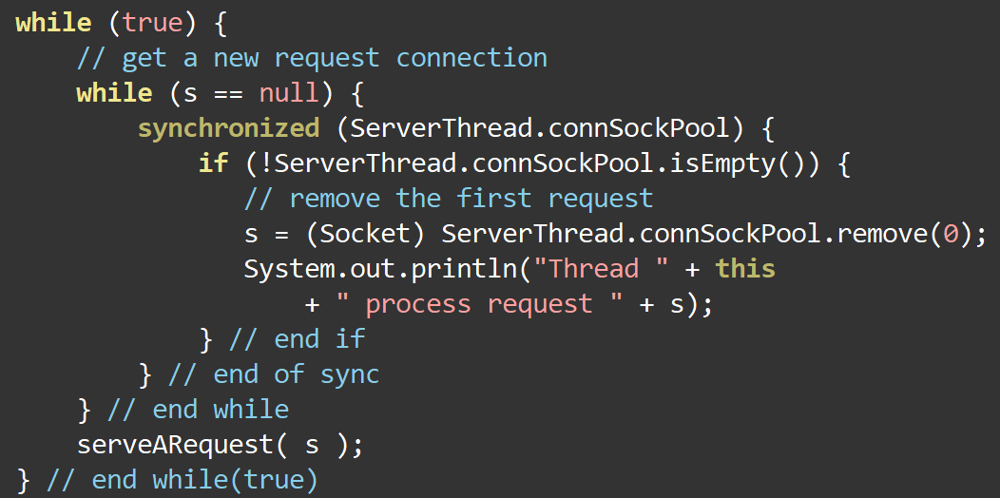 while (true) {
    // get a new request connection
    while (s == null) {
        synchronized (ServerThread.connSockPool) {
            if (!ServerThread.connSockPool.isEmpty()) {
               // remove the first request
               s = (Socket) ServerThread.connSockPool.remove(0);
               System.out.println("Thread " + this
                   + " process request " + s);
            } // end if
        } // end of sync
    } // end while
    serveARequest( s );
} // end while(true)